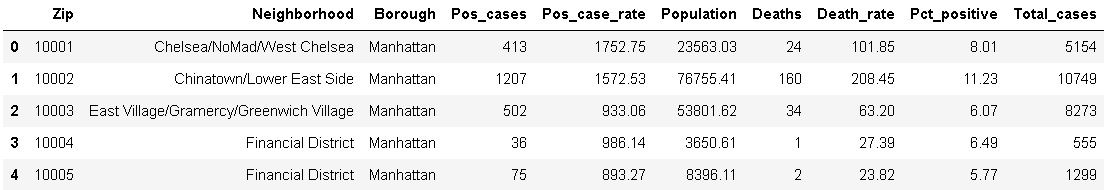 Zip Neighborhood Borough Pos_cases Pos_case_rate Population Deaths Death_rate Pct_positive Total_cases
0 10001 Chelsea/NoMad/West Chelsea Manhattan 413 1752.75 23563.03 24 101.85 8.01 5154
1 10002 Chinatown/Lower East Side Manhattan 1207 1572.53 76755.41 160 208.45 11.23 10749
2 10003 East Village/Gramercy/Greenwich Village Manhattan 502 933.06 53801.62 34 63.20 6.07 8273
3 10004 Financial District Manhattan 36 986.14 3650.61 1 27.39 6.49 555
4 10005 Financial District Manhattan 75 893.27 8396.11 2 23.82 5.77 1299